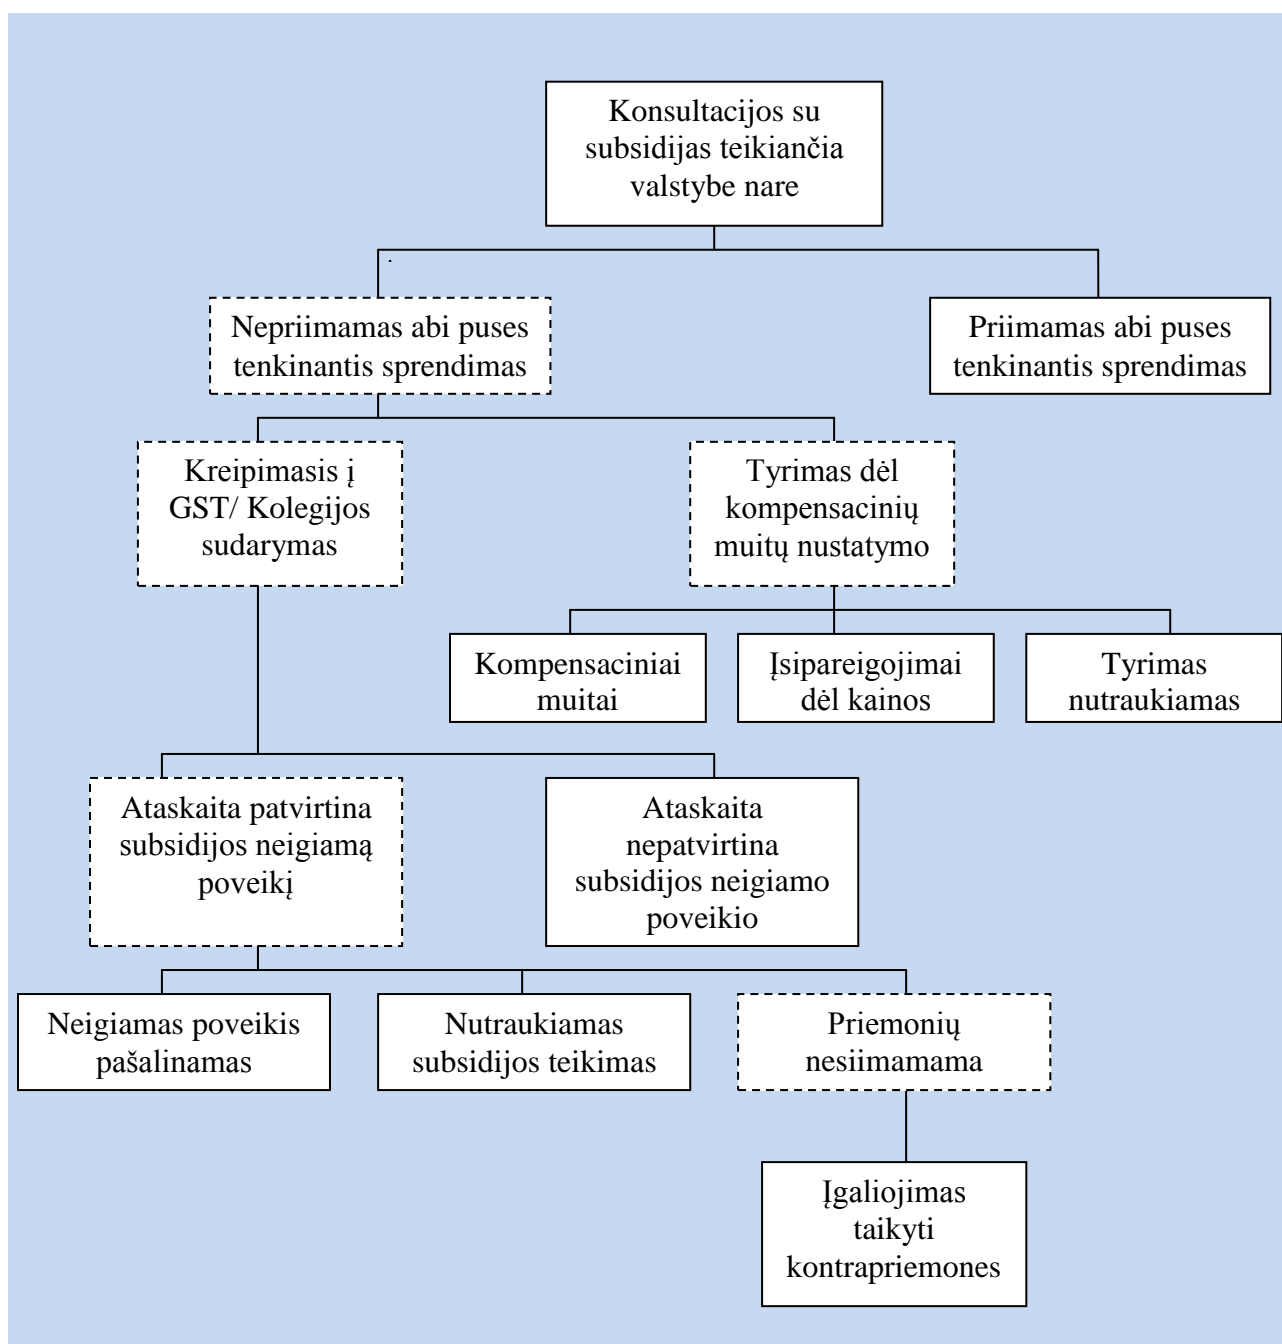 Konsultacijos su
subsidijas teikiančia
valstybe nare
Nepriimamas abi puses
tenkinantis sprendimas
Priimamas abi puses
tenkinantis sprendimas
Kreipimasis į
GST/ Kolegijos
sudarymas
Tyrimas dėl
kompensacinių
muitų nustatymo
Kompensaciniai
muitai
Įsipareigojimai
dėl kainos
Tyrimas
nutraukiamas
Ataskaita patvirtina
subsidijos neigiamą
poveikį
Ataskaita
nepatvirtina
subsidijos neigiamo
poveikio
Neigiamas poveikis
pašalinamas
Nutraukiamas
subsidijos teikimas
Priemonių
nesiimamama
Įgaliojimas
taikyti
kontrapriemones